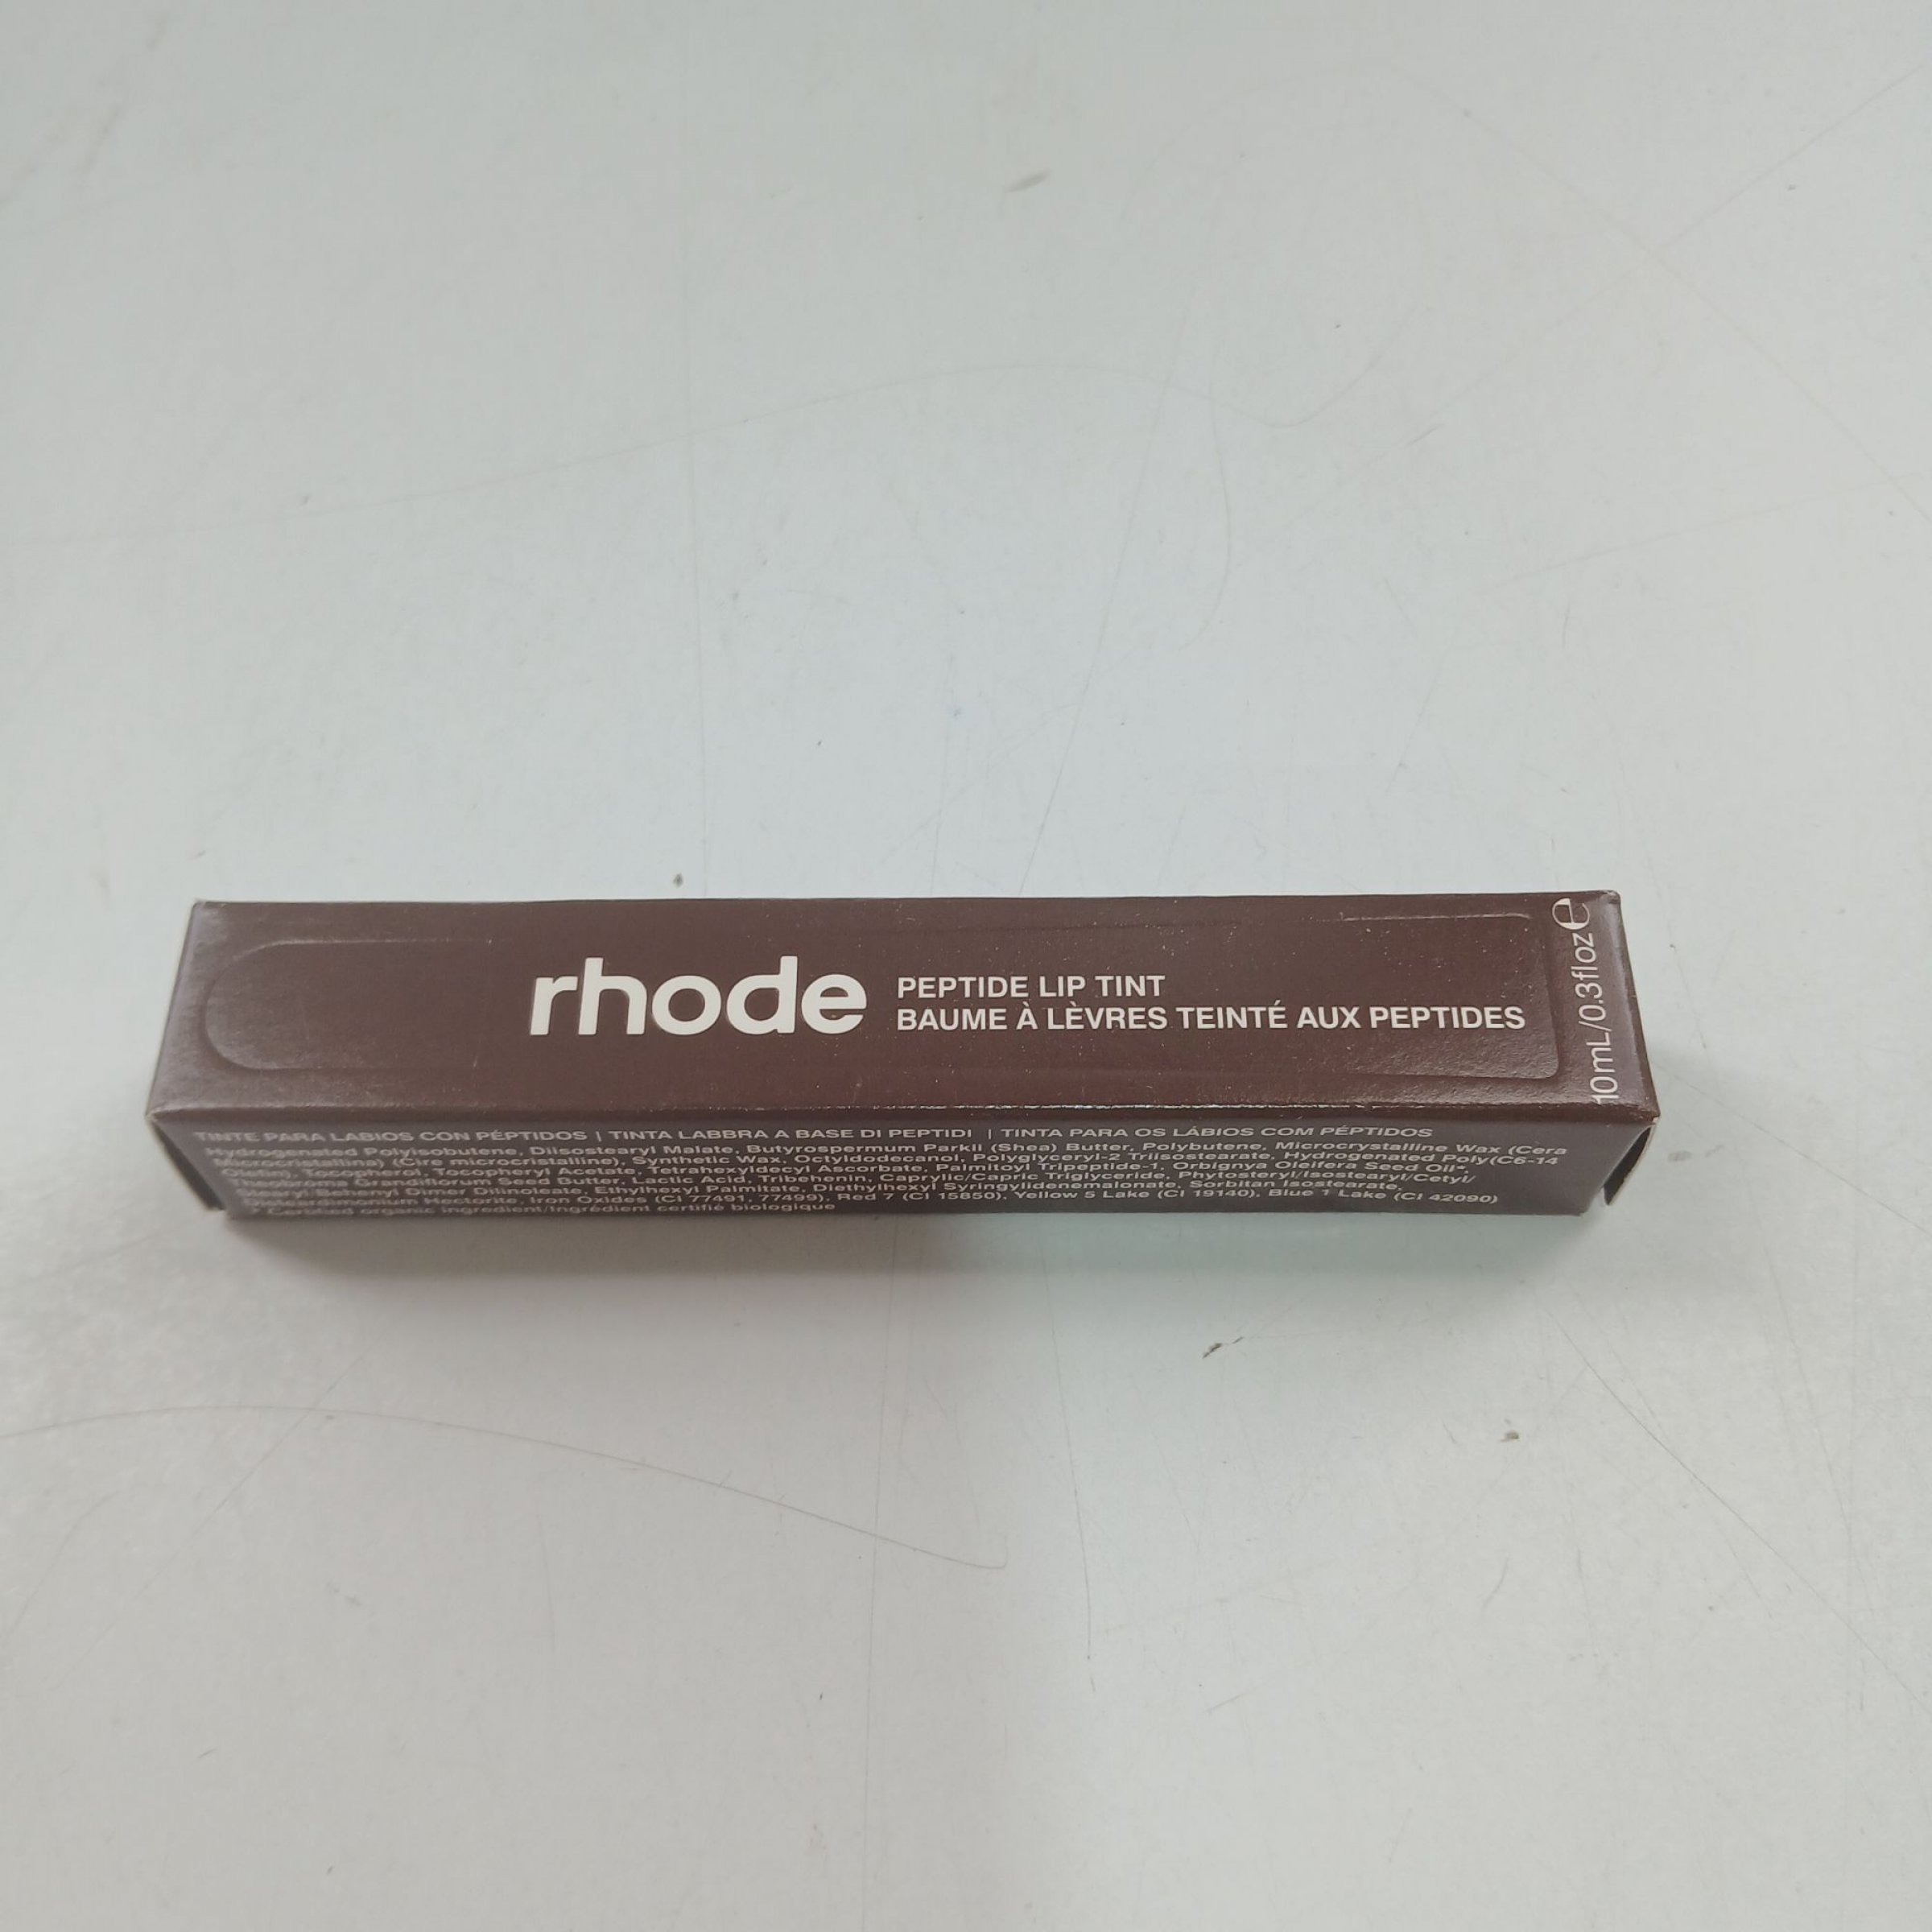 rhode
PEPTIDE LIP TINT
BAUME À LÈVRES TEINTÉ AUX PEPTIDES
10mL/0.3floz e
TINTE PARA LABIOS CON PÉPTIDOS | TINTA LABBRA A BASE DI PEPTIDI | TINTA PARA OS LÁBIOS COM PÉPTIDOS
Hydrogenated Polyisobutene, Diisostearyl Malate, Butyrospermum Parkii (Shea) Butter, Polybutene, Microcrystalline Wax (Cera
Microcristallina) (Cire microcristalline), Synthetic Wax, Octyldodecanol, Polyglyceryl-2 Triisostearate, Hydrogenated Poly(C6-14
Olefin), Tocopherol, Tocopheryl Acetate, Tetrahexyldecyl Ascorbate, Palmitoyl Tripeptide-1, Orbignya Oleifera Seed Oil*,
Theobroma Grandiflorum Seed Butter, Lactic Acid, Tribehenin, Caprylic/Capric Triglyceride, Phytosteryl/Isostearyl/Cetyl/
Stearyl/Behenyl Dimer Dilinoleate, Ethylhexyl Palmitate, Diethylhexyl Syringylidenemalonate, Sorbitan Isostearate,
Disteardimonium Hectorite, Iron Oxides (CI 77491, 77499), Red 7 (CI 15850), Yellow 5 Lake (CI 19140), Blue 1 Lake (CI 42090)
* Certified organic ingredient/Ingrédient certifié biologique